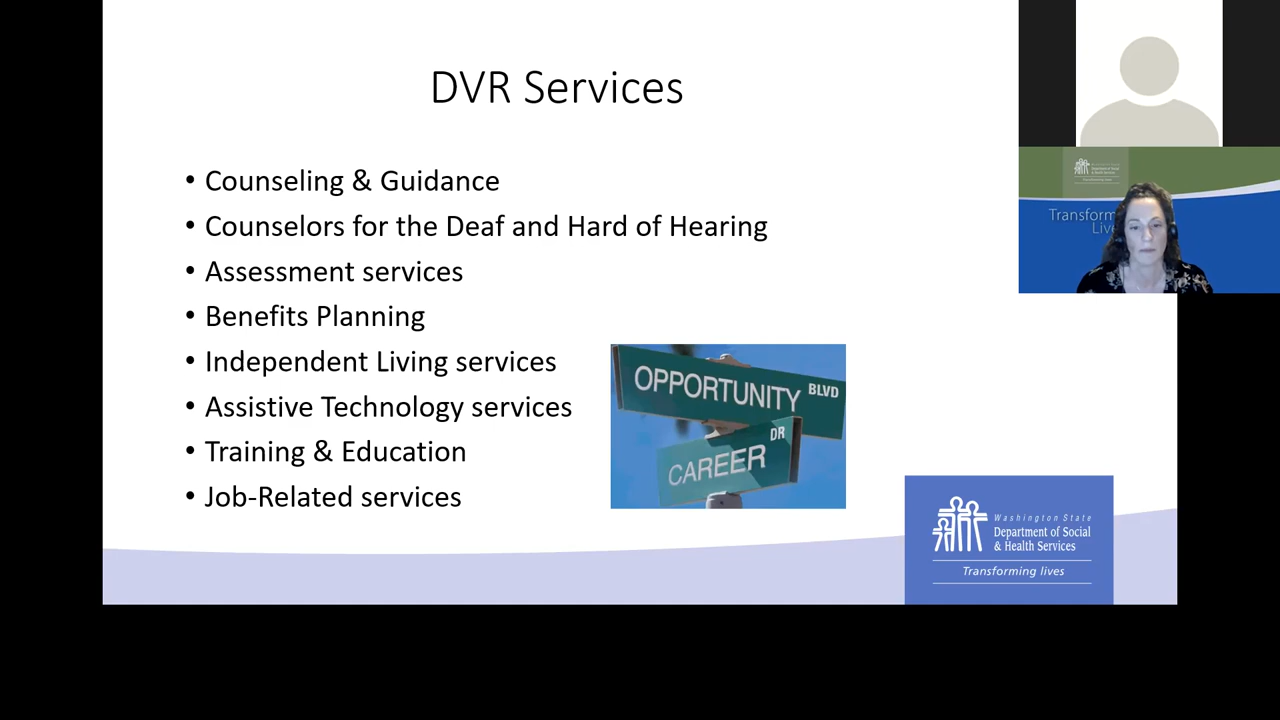 DVR Services
• Counseling & Guidance
• Counselors for the Deaf and Hard of Hearing
• Assessment services
• Benefits Planning
• Independent Living services
• Assistive Technology services
• Training & Education
• Job-Related services
OPPORTUNITY BLVD
CAREER DR
Washington State
Department of Social
& Health Services
Transforming lives
Transform
Live